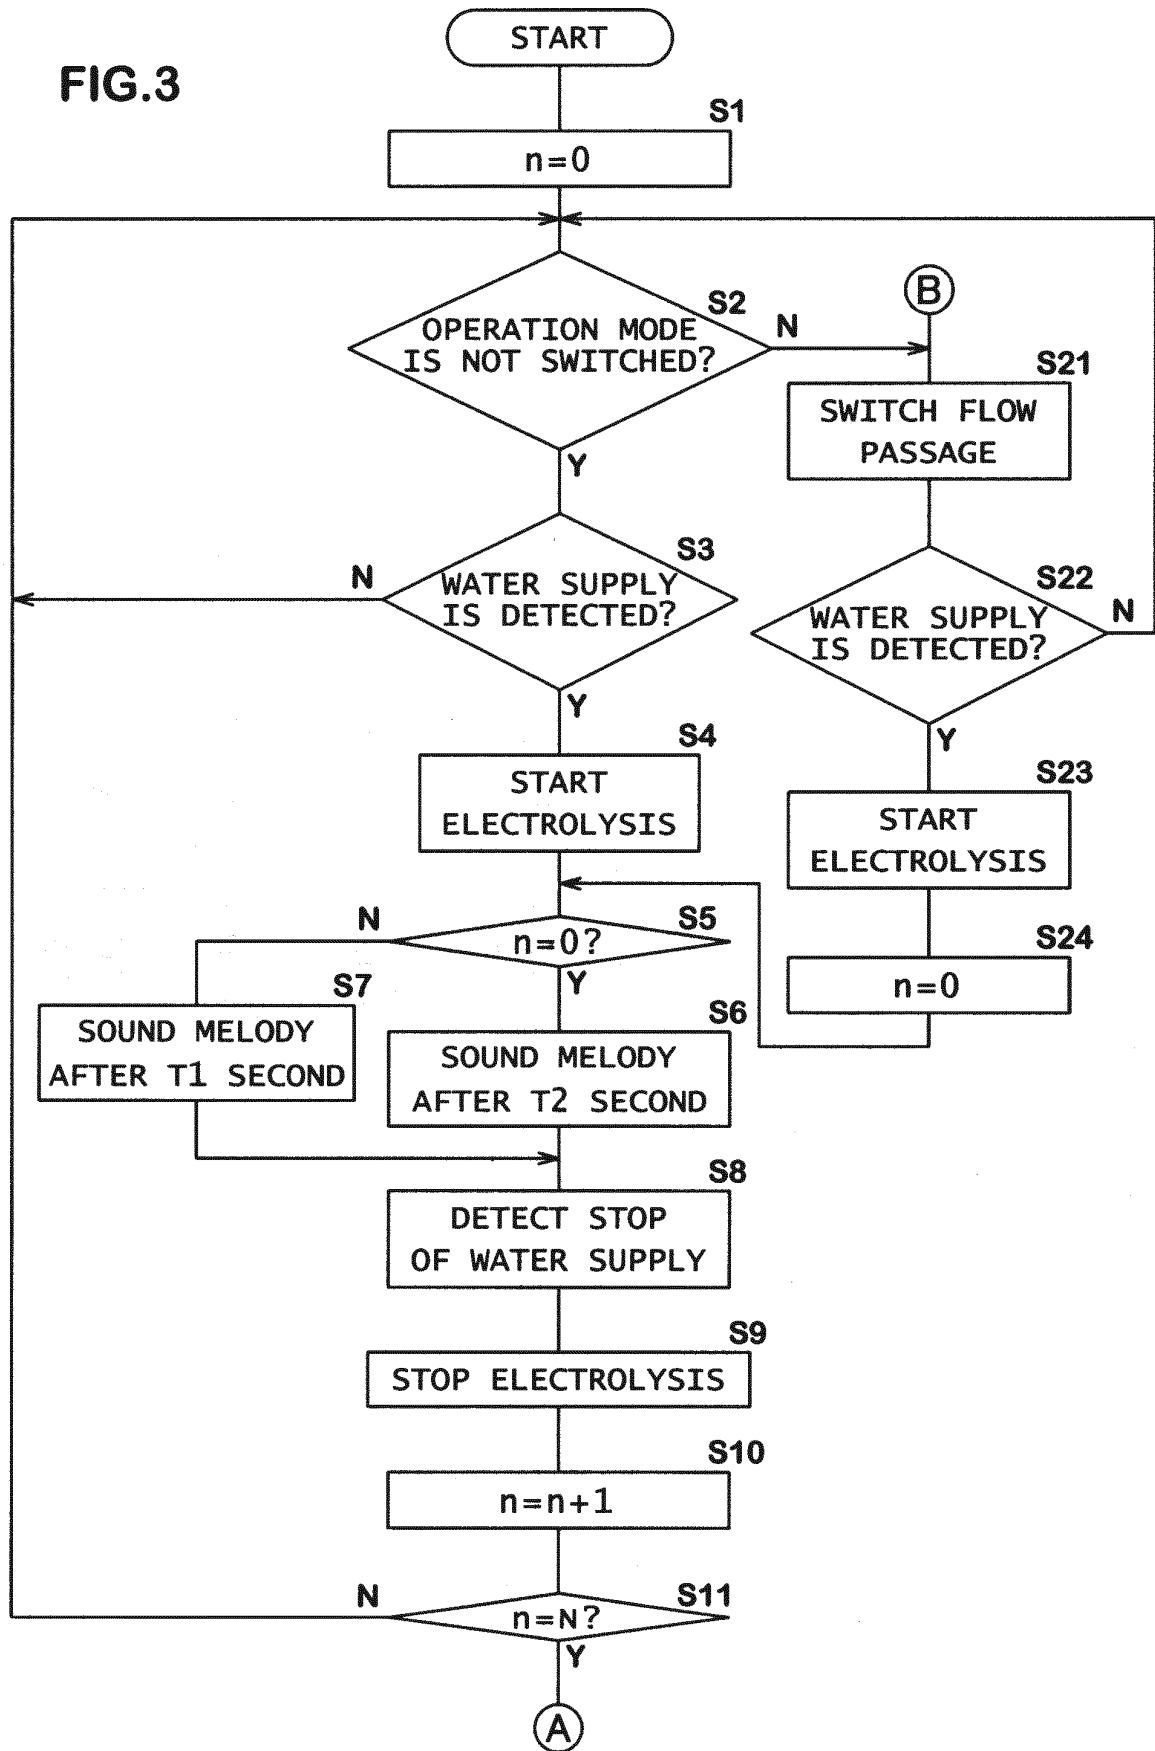 START
FIG.3
S1
n=0
S2
OPERATION MODE
IS NOT SWITCHED?
N
B
Y
S21
SWITCH FLOW
PASSAGE
S3
WATER SUPPLY
IS DETECTED?
N
Y
S22
WATER SUPPLY
IS DETECTED?
N
Y
S4
START
ELECTROLYSIS
S23
START
ELECTROLYSIS
S5
n=0?
N
Y
S24
n=0
S7
SOUND MELODY
AFTER T1 SECOND
S6
SOUND MELODY
AFTER T2 SECOND
S8
DETECT STOP
OF WATER SUPPLY
S9
STOP ELECTROLYSIS
S10
n=n+1
S11
n=N?
N
Y
A